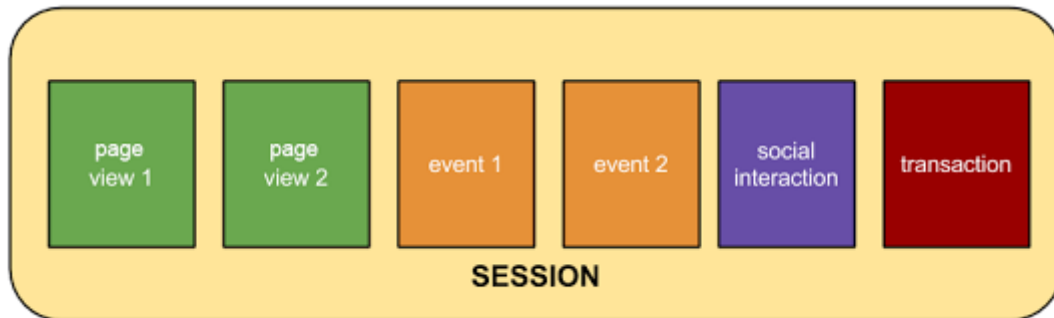 page
view 1
page
view 2
event 1
event 2
social
interaction
transaction
SESSION